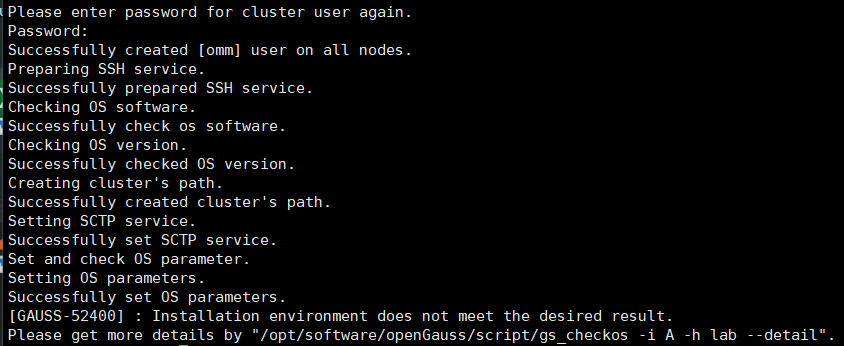 Please enter password for cluster user again.
Password:
Successfully created [omm] user on all nodes.
Preparing SSH service.
Successfully prepared SSH service.
Checking OS software.
Successfully check os software.
Checking OS version.
Successfully checked OS version.
Creating cluster's path.
Successfully created cluster's path.
Setting SCTP service.
Successfully set SCTP service.
Set and check OS parameter.
Setting OS parameters.
Successfully set OS parameters.
[GAUSS-52400] : Installation environment does not meet the desired result.
Please get more details by "/opt/software/openGauss/script/gs_checkos -i A -h lab --detail".